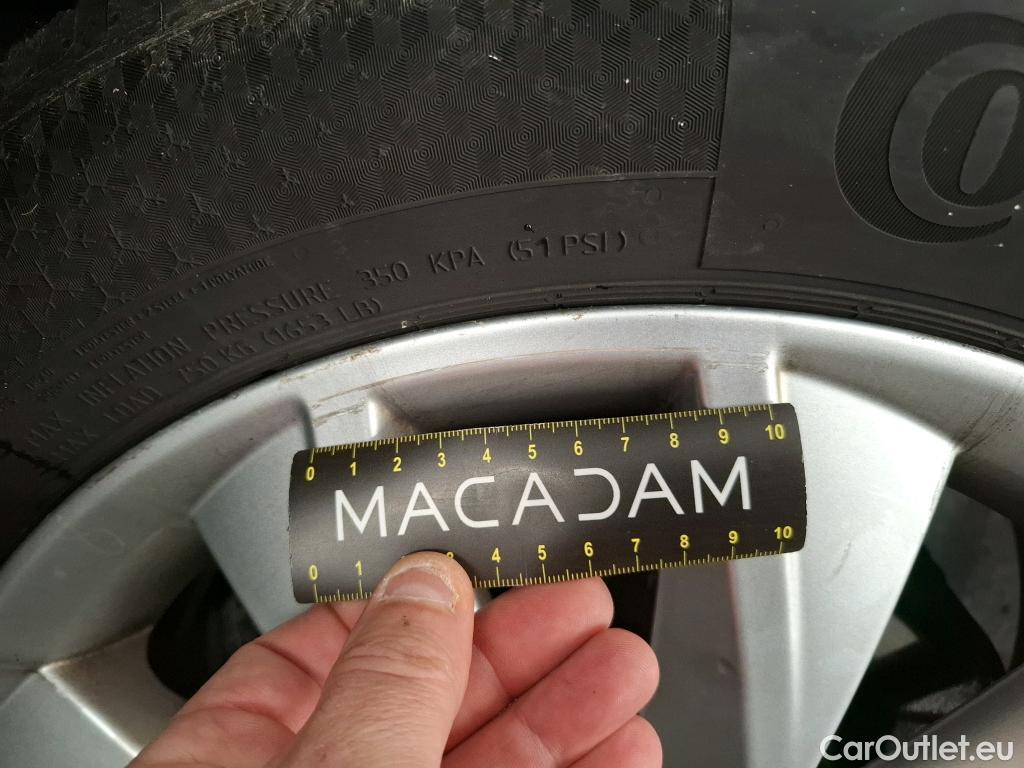 MAX INFLATION PRESSURE 350 KPA (51 PSI)
MAX LOAD 750 KG (1653 LB)
0 1 2 3 4 5 6 7 8 9 10
MACADAM
0 1 3 4 5 6 7 8 9 10
CarOutlet.eu